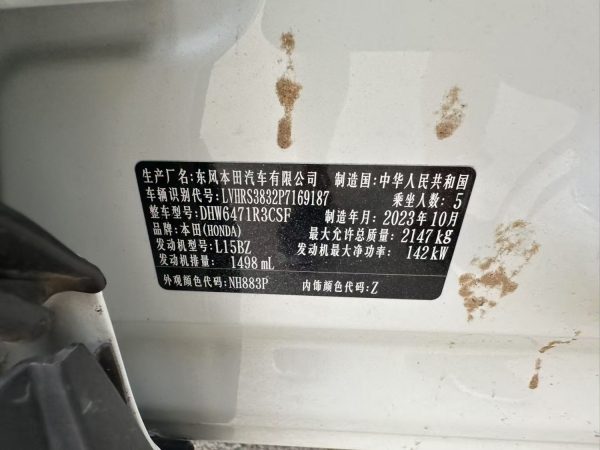 生产厂名:东风本田汽车有限公司 制造国:中华人民共和国
车辆识别代号:LVHRS3832P7169187 乘坐人数:5
整车型号:DHW6471R3CSF 制造年月:2023年10月
品牌:本田(HONDA) 最大允许总质量:2147kg
发动机型号:L15BZ 发动机最大净功率:142kW
发动机排量:1498mL
外观颜色代码:NH883P 内饰颜色代码:Z